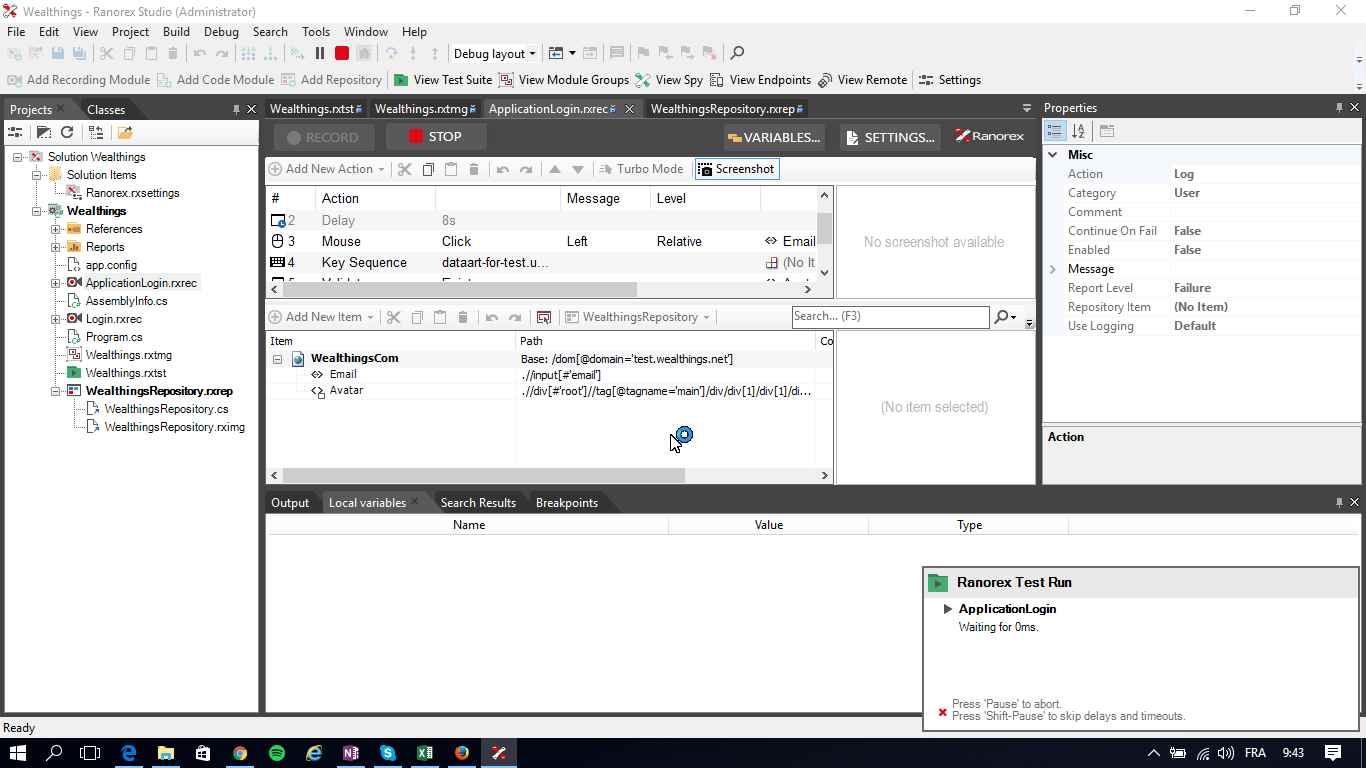 Wealthings - Ranorex Studio (Administrator)
File Edit View Project Build Debug Search Tools Window Help
Debug layout
Add Recording Module Add Code Module Add Repository View Test Suite View Module Groups View Spy View Endpoints View Remote Settings
Projects Classes
Solution Wealthings
Solution Items
Ranorex.rxsettings
Wealthings
References
Reports
app.config
ApplicationLogin.rxrec
AssemblyInfo.cs
Login.rxrec
Program.cs
Wealthings.rxtmg
Wealthings.rxtst
WealthingsRepository.rxrep
WealthingsRepository.cs
WealthingsRepository.rximg
Wealthings.rxtst Wealthings.rxtmg ApplicationLogin.rxrec WealthingsRepository.rxrep
RECORD STOP VARIABLES... SETTINGS... Ranorex
Add New Action Turbo Mode Screenshot
# Action Message Level
2 Delay 8s
3 Mouse Click Left Relative Email
4 Key Sequence dataart-for-test.u... (No It
No screenshot available
Add New Item WealthingsRepository Search... (F3)
Item Path Co
WealthingsCom Base: /dom[@domain='test.wealthings.net']
Email .//input[#'email']
Avatar .//div[#'root']//tag[@tagname='main']/div/div[1]/div[1]/di...
(No item selected)
Properties
Misc
Action Log
Category User
Comment
Continue On Fail False
Enabled False
Message
Report Level Failure
Repository Item (No Item)
Use Logging Default
Action
Output Local variables Search Results Breakpoints
Name Value Type
Ranorex Test Run
ApplicationLogin
Waiting for 0ms.
Press 'Pause' to abort.
Press 'Shift-Pause' to skip delays and timeouts.
Ready
FRA 9:43